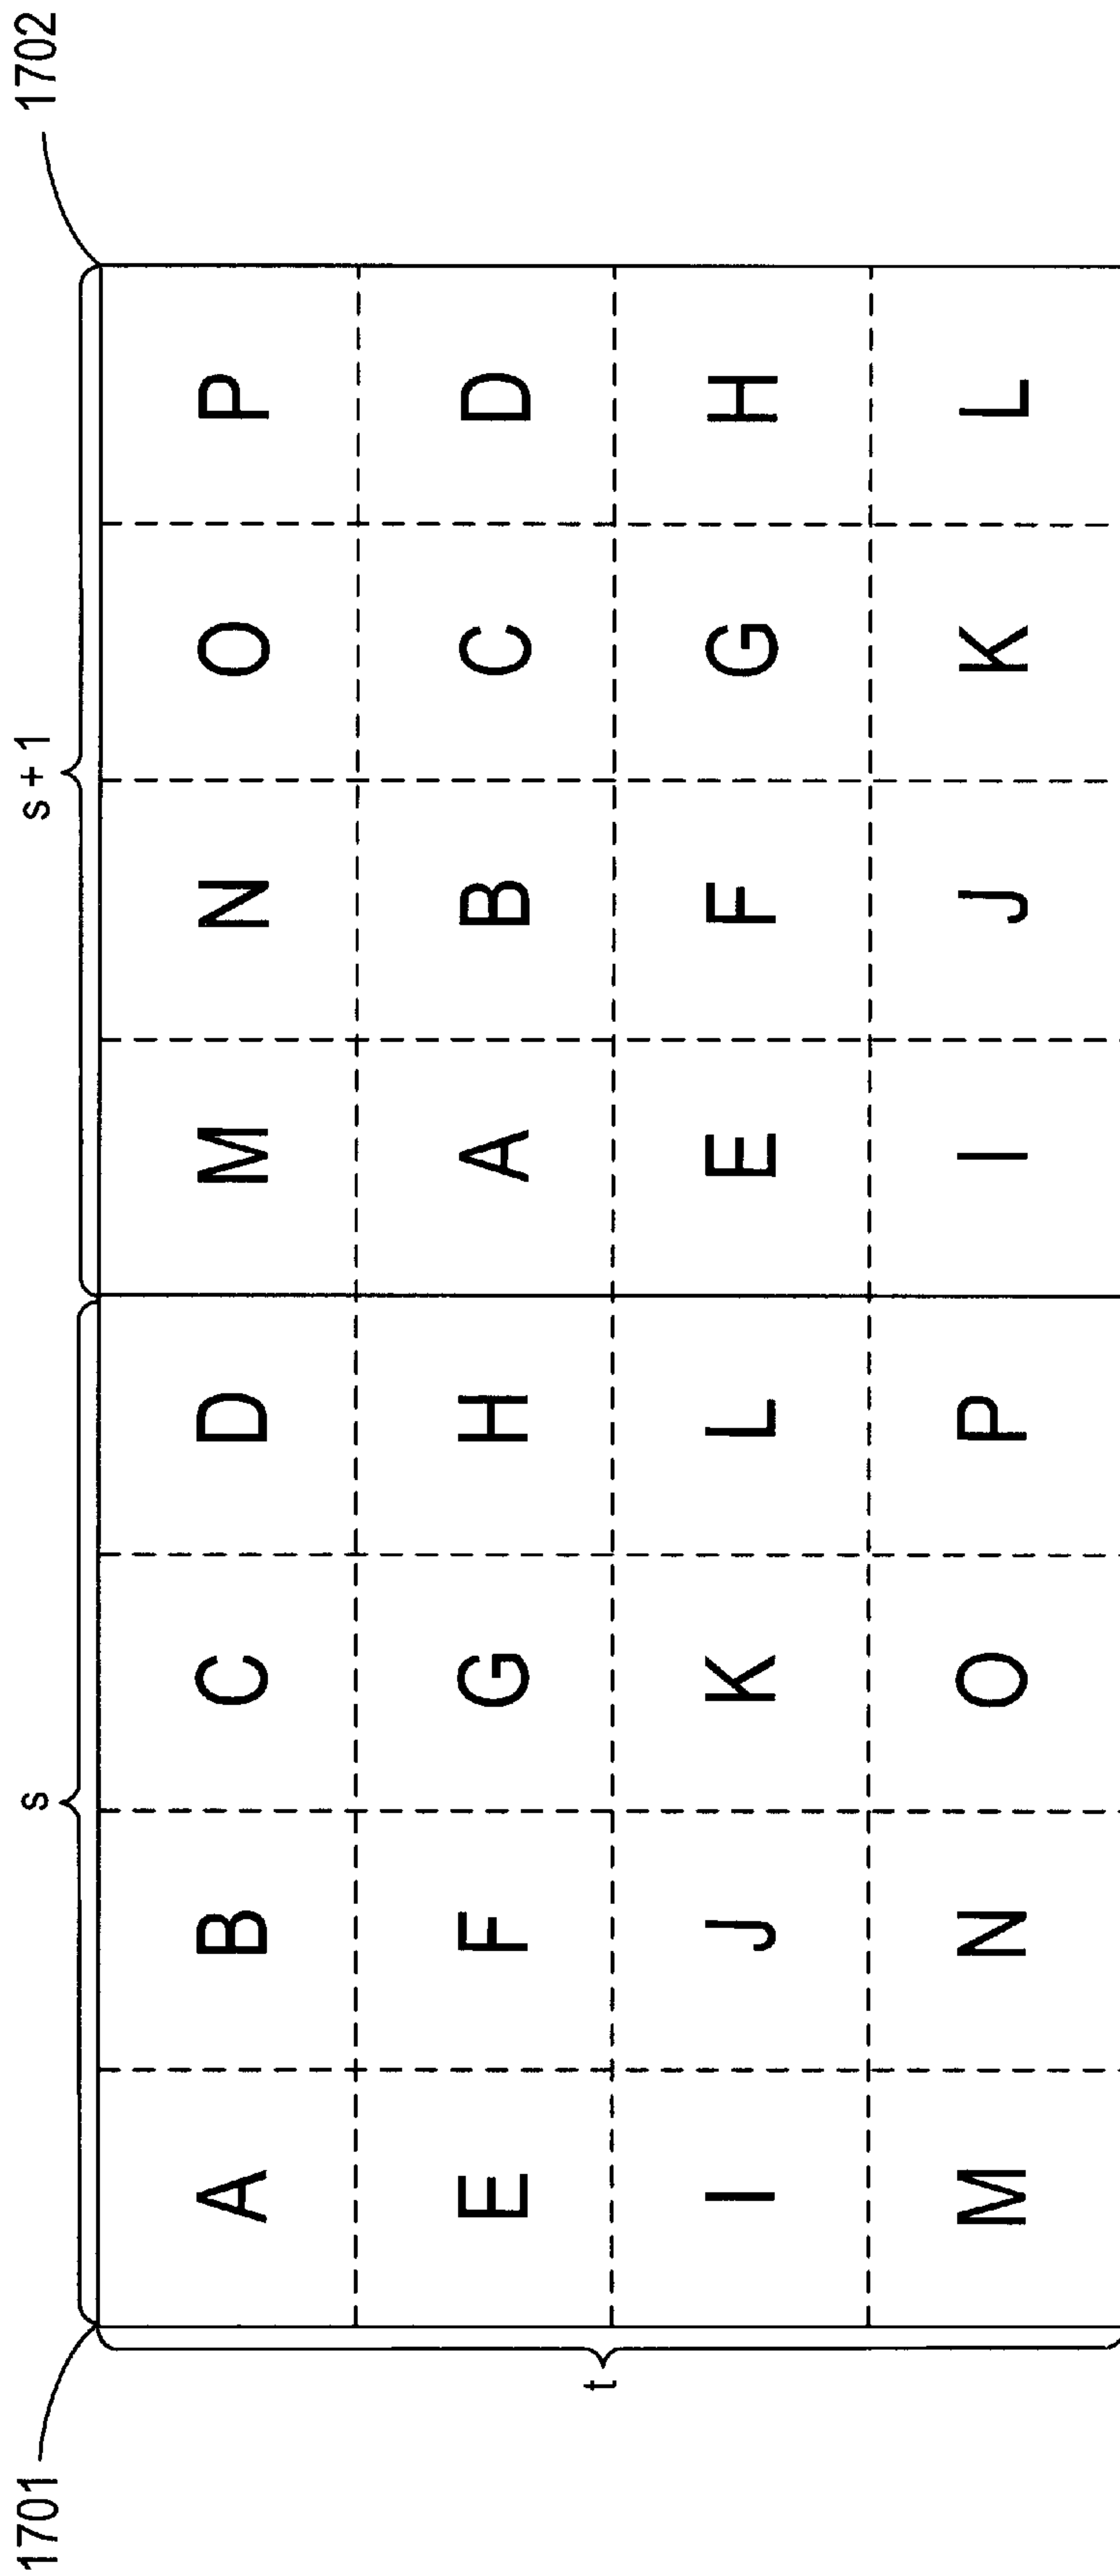 1701 s s + 1 1702
A B C D M N O P
E F G H A B C D
t
I J K L E F G H
M N O P I J K L